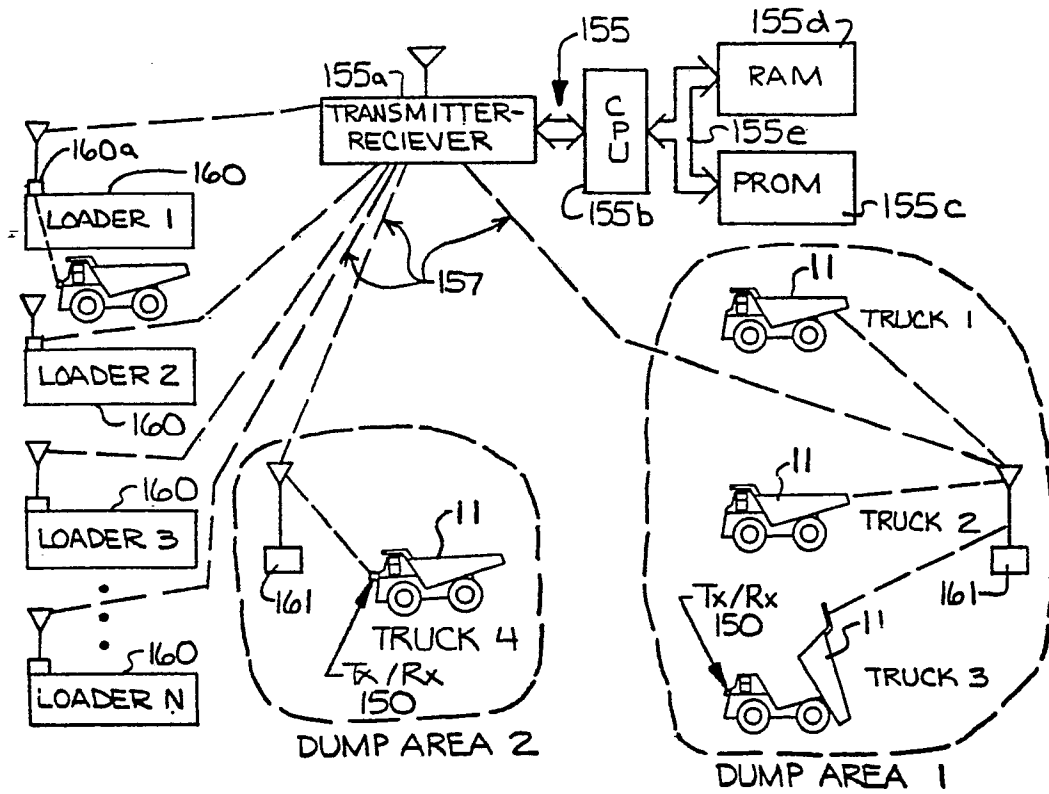 155d
155
155a
RAM
TRANSMITTER-
RECIEVER
CPU
155e
160a
160
PROM
155b
155c
LOADER 1
11
157
TRUCK 1
LOADER 2
160
11
160
TRUCK 2
LOADER 3
11
161
161
Tx/Rx
150
11
160
TRUCK 4
TRUCK 3
LOADER N
Tx/Rx
150
DUMP AREA 2
DUMP AREA 1